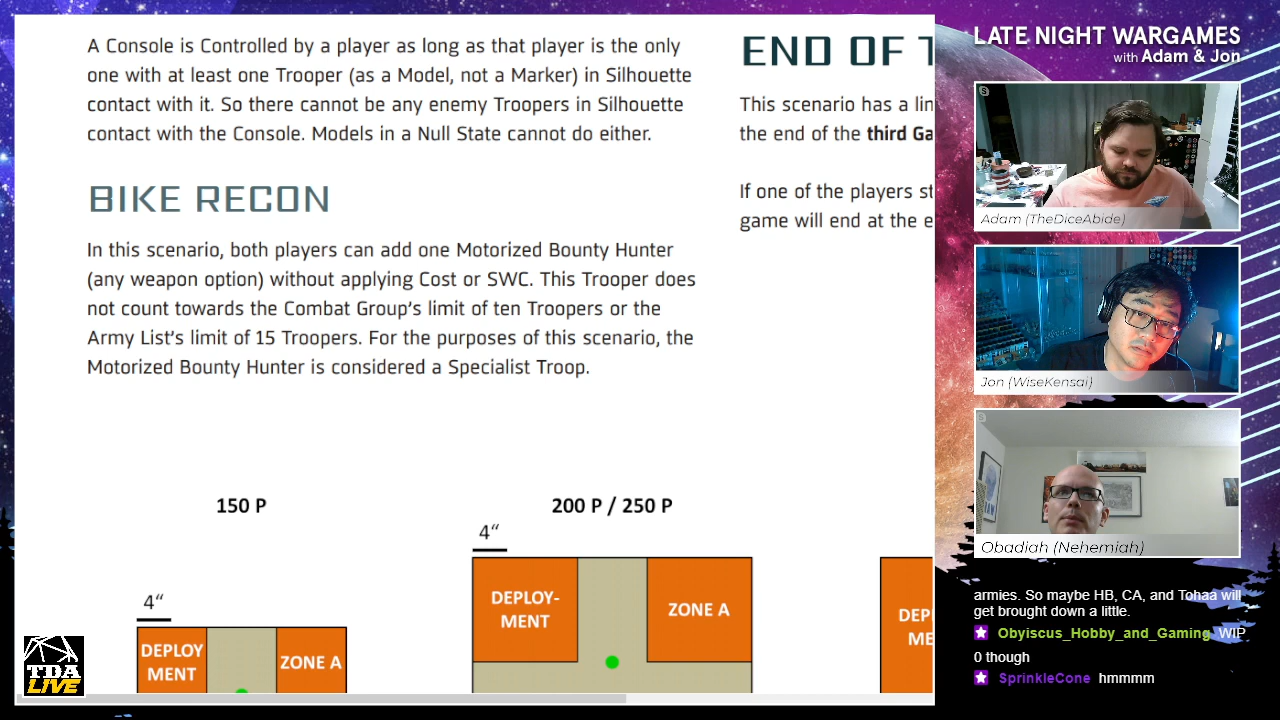 A Console is Controlled by a player as long as that player is the only
one with at least one Trooper (as a Model, not a Marker) in Silhouette
contact with it. So there cannot be any enemy Troopers in Silhouette
contact with the Console. Models in a Null State cannot do either.
BIKE RECON
In this scenario, both players can add one Motorized Bounty Hunter
(any weapon option) without applying Cost or SWC. This Trooper does
not count towards the Combat Group's limit of ten Troopers or the
Army List's limit of 15 Troopers. For the purposes of this scenario, the
Motorized Bounty Hunter is considered a Specialist Troop.
END OF T
This scenario has a lin
the end of the third Ga
If one of the players st
game will end at the e
150 P
4“
DEPLOY
MENT
ZONE A
200 P / 250 P
4“
DEPLOY-
MENT
ZONE A
DEPL
ME
TDA
LIVE
LATE NIGHT WARGAMES
with Adam & Jon
Adam (TheDiceAbide)
Jon (WiseKensai)
Obadiah (Nehemiah)
armies. So maybe HB, CA, and Tohaa will
get brought down a little.
Obyiscus_Hobby_and_Gaming WIP
0 though
SprinkleCone hmmmm